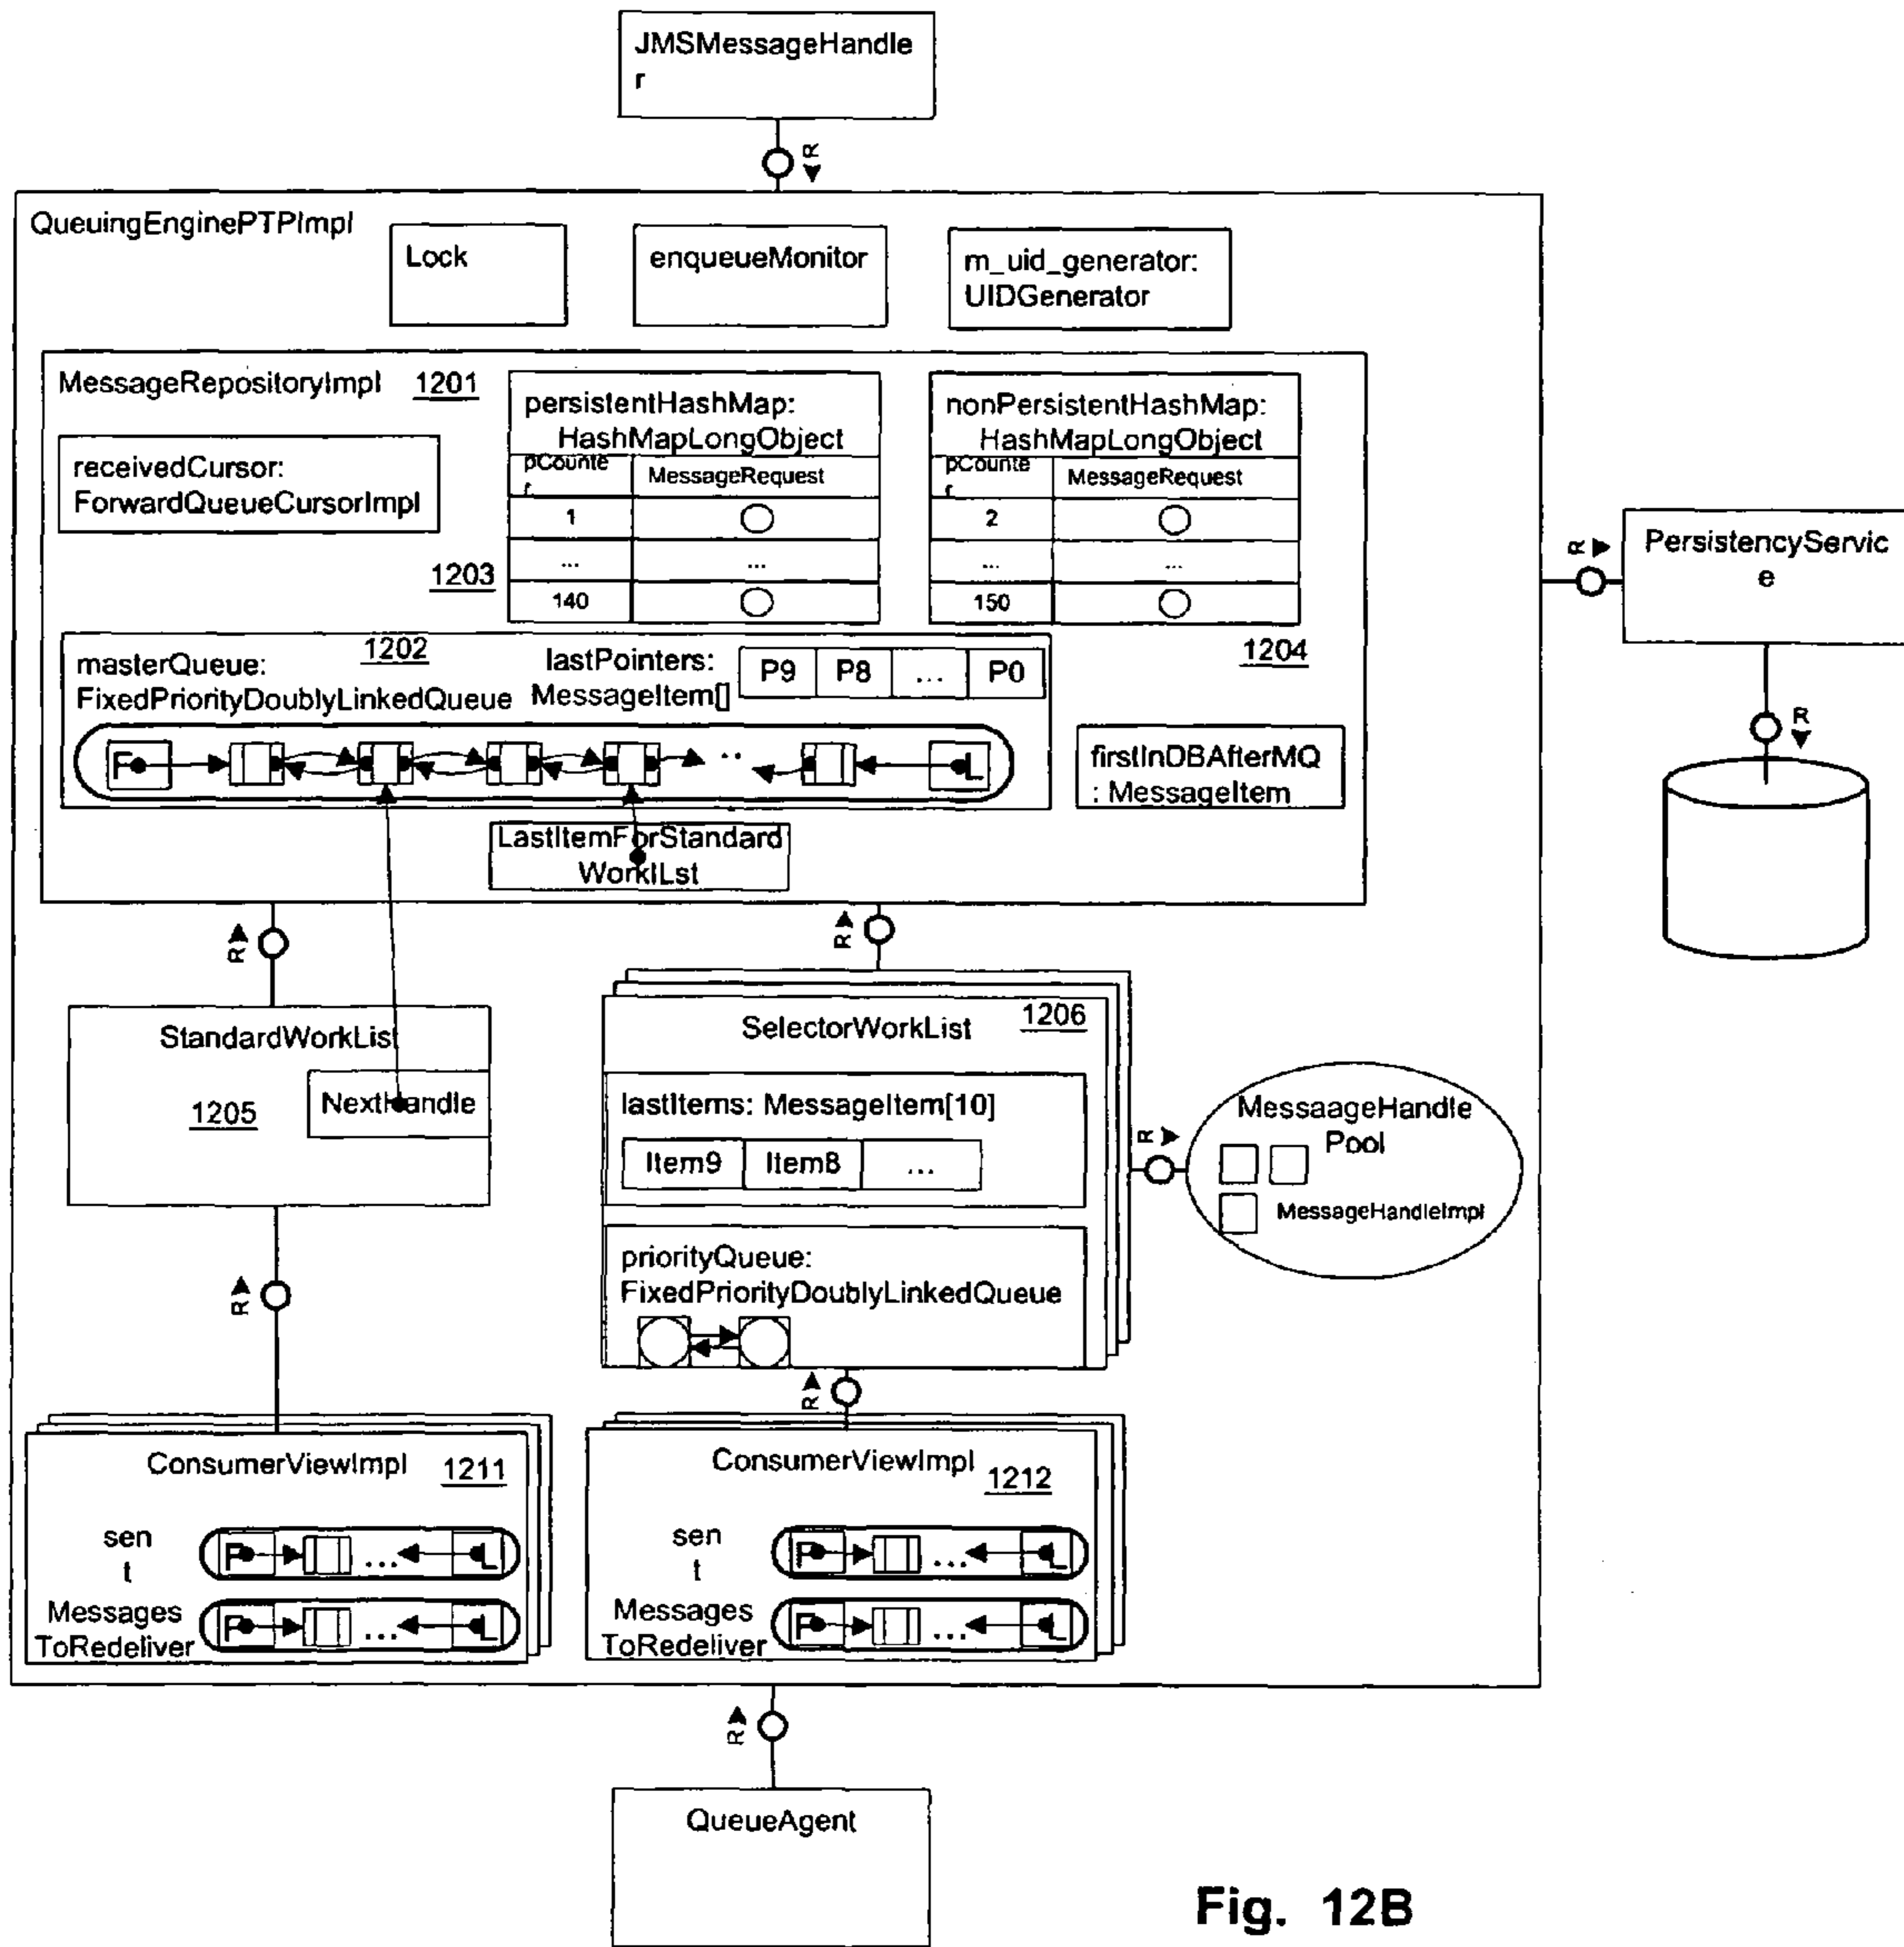 JMSMessageHandle
r
R
QueuingEnginePTPImpl
Lock
enqueueMonitor
m_uid_generator:
UIDGenerator
MessageRepositoryImpl 1201
receivedCursor:
ForwardQueueCursorImpl
persistentHashMap:
HashMapLongObject
pCounte
r
MessageRequest
1
... ...
140
1203
nonPersistentHashMap:
HashMapLongObject
pCounte
r
MessageRequest
2
... ...
150
1204
R
PersistencyServic
e
R
masterQueue:
FixedPriorityDoublyLinkedQueue
1202
lastPointers:
MessageItem[]
P9 P8 ... P0
F .. L
firstInDBAfterMQ
: MessageItem
LastItemForStandard
WorkILst
R
R
StandardWorkList
1205
NextHandle
SelectorWorkList
1206
lastItems: MessageItem[10]
Item9 Item8 ...
priorityQueue:
FixedPriorityDoublyLinkedQueue
R
MessaageHandle
Pool
MessageHandleImpl
R
R
ConsumerViewImpl 1211
sen
t
F ... L
Messages
ToRedeliver
F ... L
ConsumerViewImpl 1212
sen
t
F ... L
Messages
ToRedeliver
F ... L
R
QueueAgent
Fig. 12B